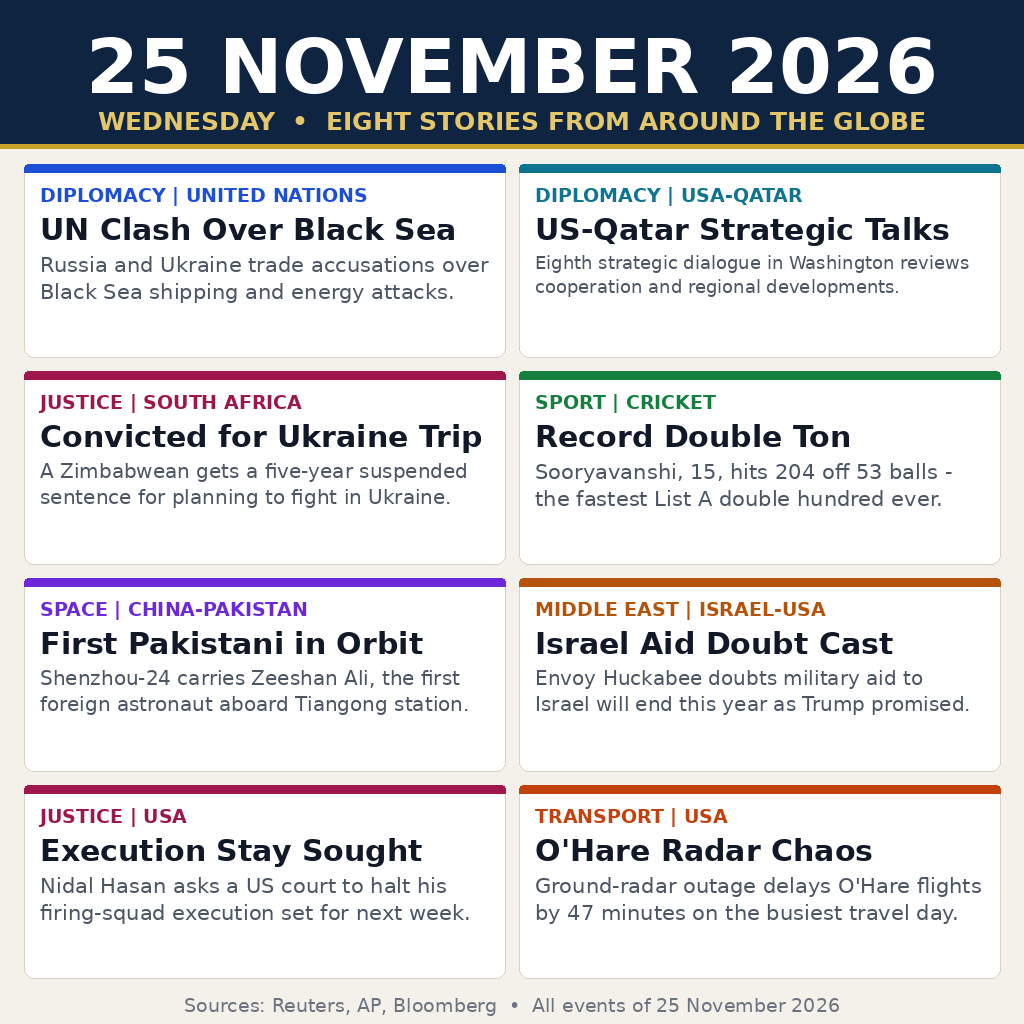 25 NOVEMBER 2026
WEDNESDAY • EIGHT STORIES FROM AROUND THE GLOBE
DIPLOMACY | UNITED NATIONS
UN Clash Over Black Sea
Russia and Ukraine trade accusations over
Black Sea shipping and energy attacks.
DIPLOMACY | USA-QATAR
US-Qatar Strategic Talks
Eighth strategic dialogue in Washington reviews
cooperation and regional developments.
JUSTICE | SOUTH AFRICA
Convicted for Ukraine Trip
A Zimbabwean gets a five-year suspended
sentence for planning to fight in Ukraine.
SPORT | CRICKET
Record Double Ton
Sooryavanshi, 15, hits 204 off 53 balls -
the fastest List A double hundred ever.
SPACE | CHINA-PAKISTAN
First Pakistani in Orbit
Shenzhou-24 carries Zeeshan Ali, the first
foreign astronaut aboard Tiangong station.
MIDDLE EAST | ISRAEL-USA
Israel Aid Doubt Cast
Envoy Huckabee doubts military aid to
Israel will end this year as Trump promised.
JUSTICE | USA
Execution Stay Sought
Nidal Hasan asks a US court to halt his
firing-squad execution set for next week.
TRANSPORT | USA
O'Hare Radar Chaos
Ground-radar outage delays O'Hare flights
by 47 minutes on the busiest travel day.
Sources: Reuters, AP, Bloomberg • All events of 25 November 2026